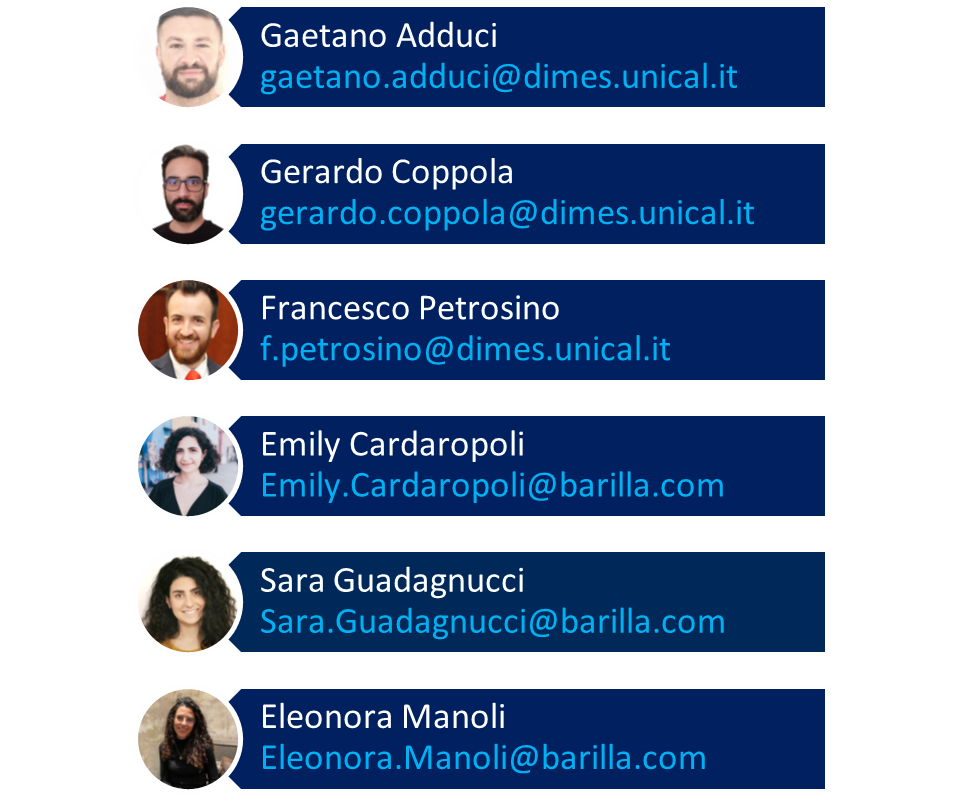 Gaetano Adduci
gaetano.adduci@dimes.unical.it
Gerardo Coppola
gerardo.coppola@dimes.unical.it
Francesco Petrosino
f.petrosino@dimes.unical.it
Emily Cardaropoli
Emily.Cardaropoli@barilla.com
Sara Guadagnucci
Sara.Guadagnucci@barilla.com
Eleonora Manoli
Eleonora.Manoli@barilla.com